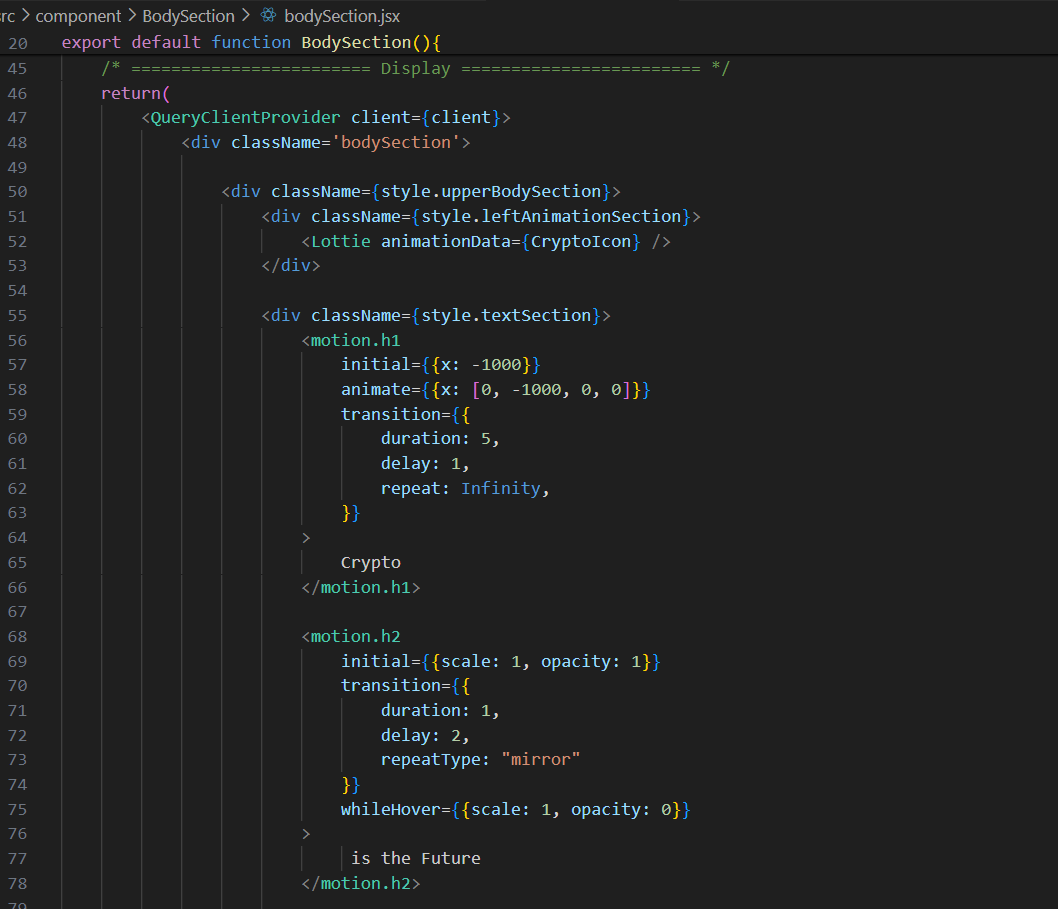 rc > component > BodySection > bodySection.jsx
20 export default function BodySection(){
45 /* ======================== Display ======================== */
46 return(
47 <QueryClientProvider client={client}>
48 <div className='bodySection'>
49
50 <div className={style.upperBodySection}>
51 <div className={style.leftAnimationSection}>
52 <Lottie animationData={CryptoIcon} />
53 </div>
54
55 <div className={style.textSection}>
56 <motion.h1
57 initial={{x: -1000}}
58 animate={{x: [0, -1000, 0, 0]}}
59 transition={{
60 duration: 5,
61 delay: 1,
62 repeat: Infinity,
63 }}
64 >
65 Crypto
66 </motion.h1>
67
68 <motion.h2
69 initial={{scale: 1, opacity: 1}}
70 transition={{
71 duration: 1,
72 delay: 2,
73 repeatType: "mirror"
74 }}
75 whileHover={{scale: 1, opacity: 0}}
76 >
77 is the Future
78 </motion.h2>
79